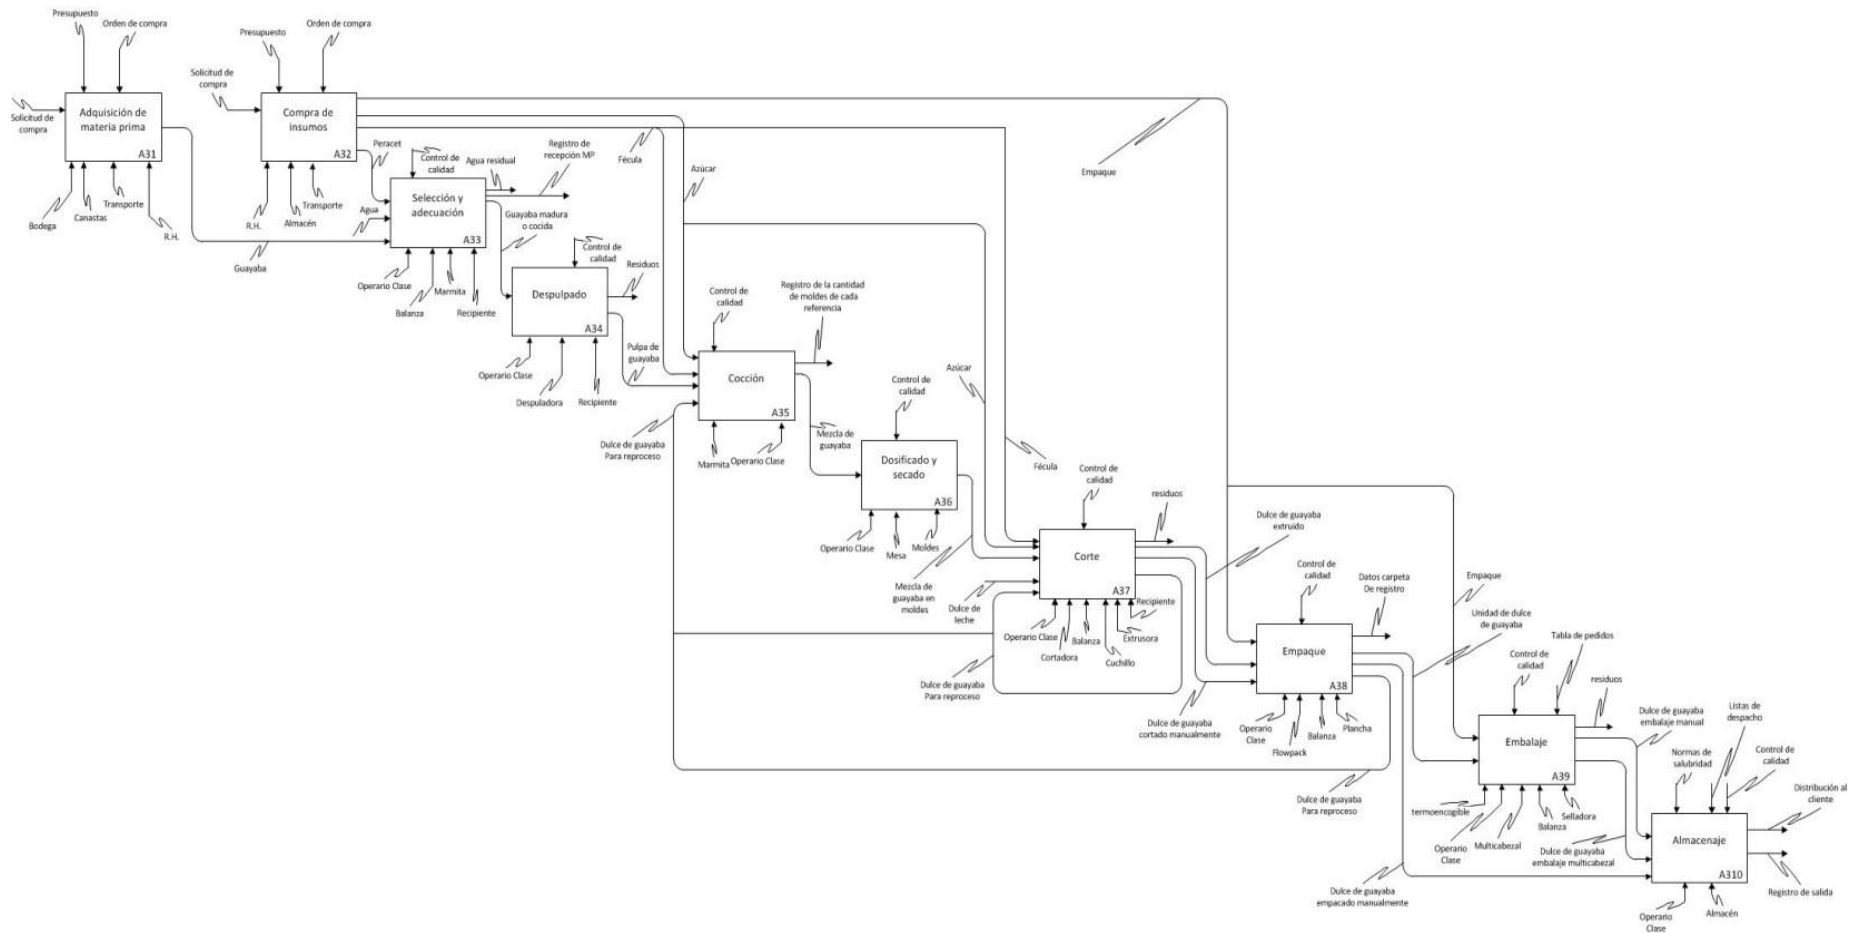 Presupuesto
Orden de compra
Solicitud de
compra
Adquisición de
materia prima
A31
Bodega
Canastas
Transporte
R.H.
Guayaba
Presupuesto
Orden de compra
Solicitud de
compra
Compra de
insumos
A32
R.H.
Almacén
Transporte
Peracet
Fécula
Azúcar
Empaque
Control de
calidad
Agua residual
Registro de
recepción MP
Agua
Selección y
adecuación
A33
Operario Clase
Balanza
Marmita
Recipiente
Guayaba madura
o cocida
Control de
calidad
Residuos
Despulpado
A34
Operario Clase
Despuladora
Recipiente
Pulpa de
guayaba
Control de
calidad
Registro de la cantidad
de moldes de cada
referencia
Cocción
A35
Dulce de guayaba
Para reproceso
Marmita
Operario Clase
Mezcla de
guayaba
Control de
calidad
Dosificado y
secado
A36
Operario Clase
Mesa
Moldes
Mezcla de
guayaba en
moldes
Azúcar
Fécula
Control de
calidad
residuos
Corte
A37
Dulce de
leche
Dulce de guayaba
Para reproceso
Operario Clase
Cortadora
Balanza
Cuchillo
Extrusora
Recipiente
Dulce de guayaba
extruido
Dulce de guayaba
cortado manualmente
Control de
calidad
Datos carpeta
De registro
Empaque
A38
Operario
Clase
Flowpack
Balanza
Plancha
Dulce de guayaba
Para reproceso
Empaque
Unidad de dulce
de guayaba
Control de
calidad
Tabla de pedidos
residuos
Embalaje
A39
termoencogible
Operario
Clase
Multicabezal
Balanza
Selladora
Dulce de guayaba
embalaje manual
Dulce de guayaba
embalaje multicabezal
Dulce de guayaba
empacado manualmente
Normas de
salubridad
Listas de
despacho
Control de
calidad
Almacenaje
A310
Distribución al
cliente
Registro de salida
Operario
Clase
Almacén